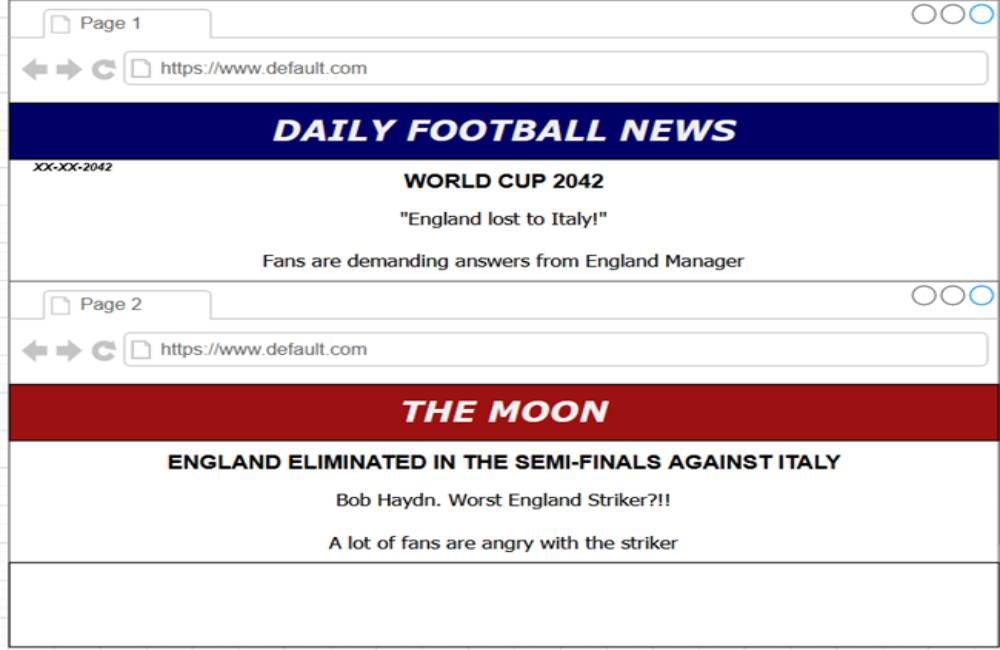 Page 1
https://www.default.com
DAILY FOOTBALL NEWS
XX-XX-2042
WORLD CUP 2042
"England lost to Italy!"
Fans are demanding answers from England Manager
Page 2
https://www.default.com
THE MOON
ENGLAND ELIMINATED IN THE SEMI-FINALS AGAINST ITALY
Bob Haydn. Worst England Striker?!!
A lot of fans are angry with the striker